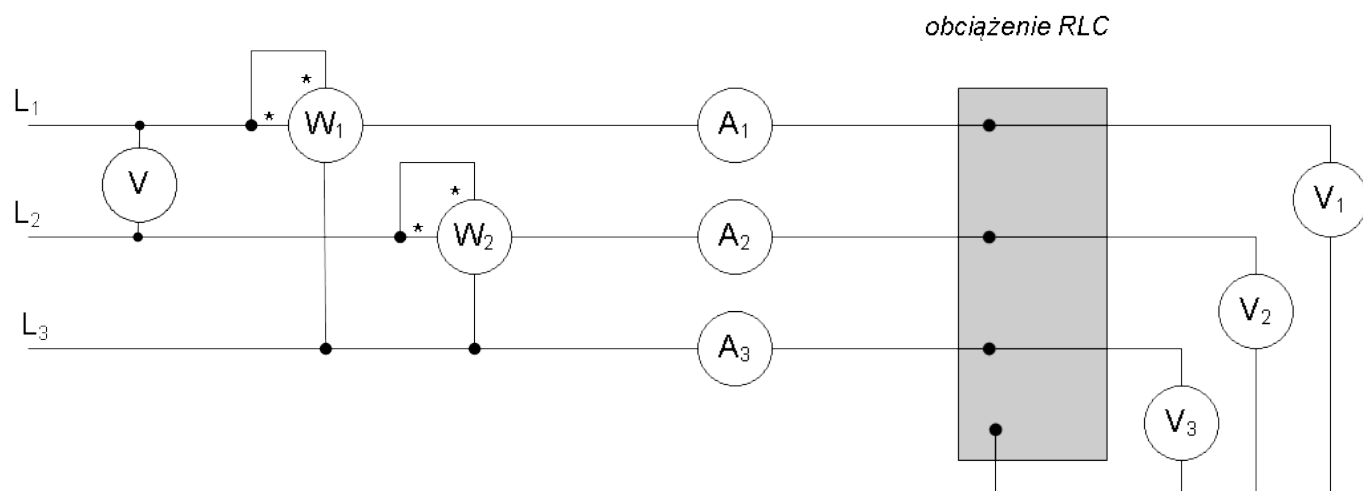 obciążenie RLC
L₁
* *
W₁
A₁
V
* *
L₂
W₂
A₂
V₁
L₃
A₃
V₂
V₃